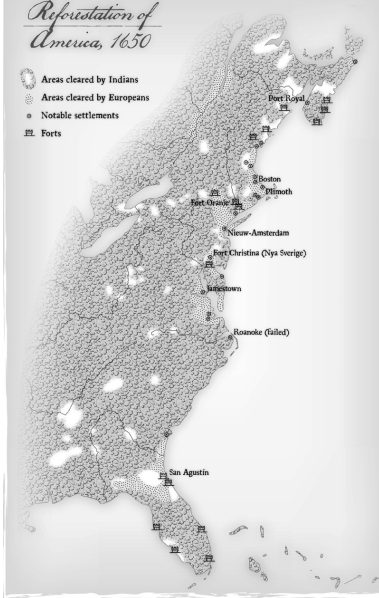 Reforestation of
America, 1650
Areas cleared by Indians
Areas cleared by Europeans
Notable settlements
Forts
Port Royal
Boston
Plimoth
Fort Oranje
Nieuw-Amsterdam
Fort Christina (Nya Sverige)
Jamestown
Roanoke (failed)
San Agustín